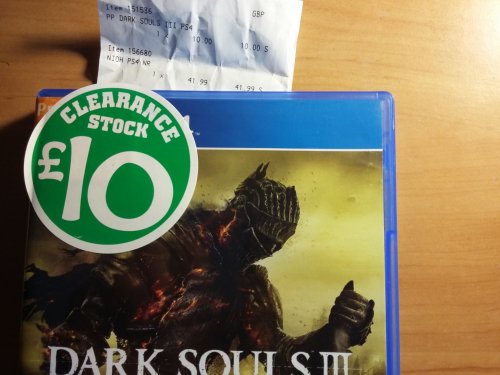 Item 151536 GBP
PP DARK SOULS III PS4
1 x 10.00 10.00 S
Item 156680
NIOH PS4 NR
1 x 41.99 41.99 S
CLEARANCE
STOCK
£10
DARK SOULS III